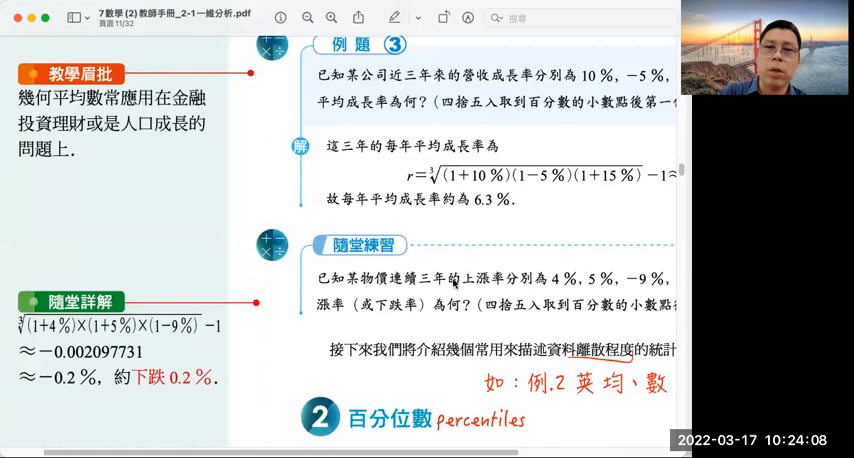 7數學 (2) 教師手冊_2-1一維分析.pdf
頁面 11/32
搜尋
例題 3
教學眉批
幾何平均數常應用在金融
投資理財或是人口成長的
問題上.
已知某公司近三年來的營收成長率分別為 10 %, -5 %,
平均成長率為何?(四捨五入取到百分數的小數點後第一
解
這三年的每年平均成長率為
r=∛(1+10 %)(1-5 %)(1+15 %) -1≈
故每年平均成長率約為 6.3 %.
隨堂練習
已知某物價連續三年的上漲率分別為 4 %, 5 %, -9 %,
漲率(或下跌率)為何?(四捨五入取到百分數的小數點
隨堂詳解
∛(1+4 %)×(1+5 %)×(1-9 %) -1
≈-0.002097731
≈-0.2 %, 約下跌 0.2 %.
接下來我們將介紹幾個常用來描述資料離散程度的統計
如:例.2 英均、數
2 百分位數 percentiles
2022-03-17 10:24:08